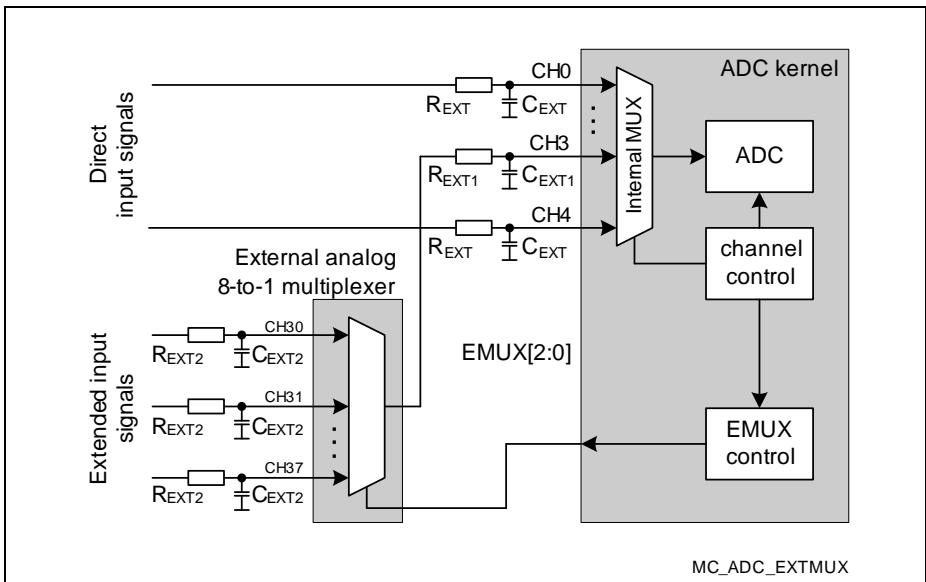 ADC kernel
Direct
input signals
CH0
REXT
CEXT
CH3
REXT1
CEXT1
CH4
REXT
CEXT
Internal MUX
ADC
channel
control
External analog
8-to-1 multiplexer
Extended input
signals
CH30
REXT2
CEXT2
CH31
REXT2
CEXT2
CH37
REXT2
CEXT2
EMUX[2:0]
EMUX
control
MC_ADC_EXTMUX